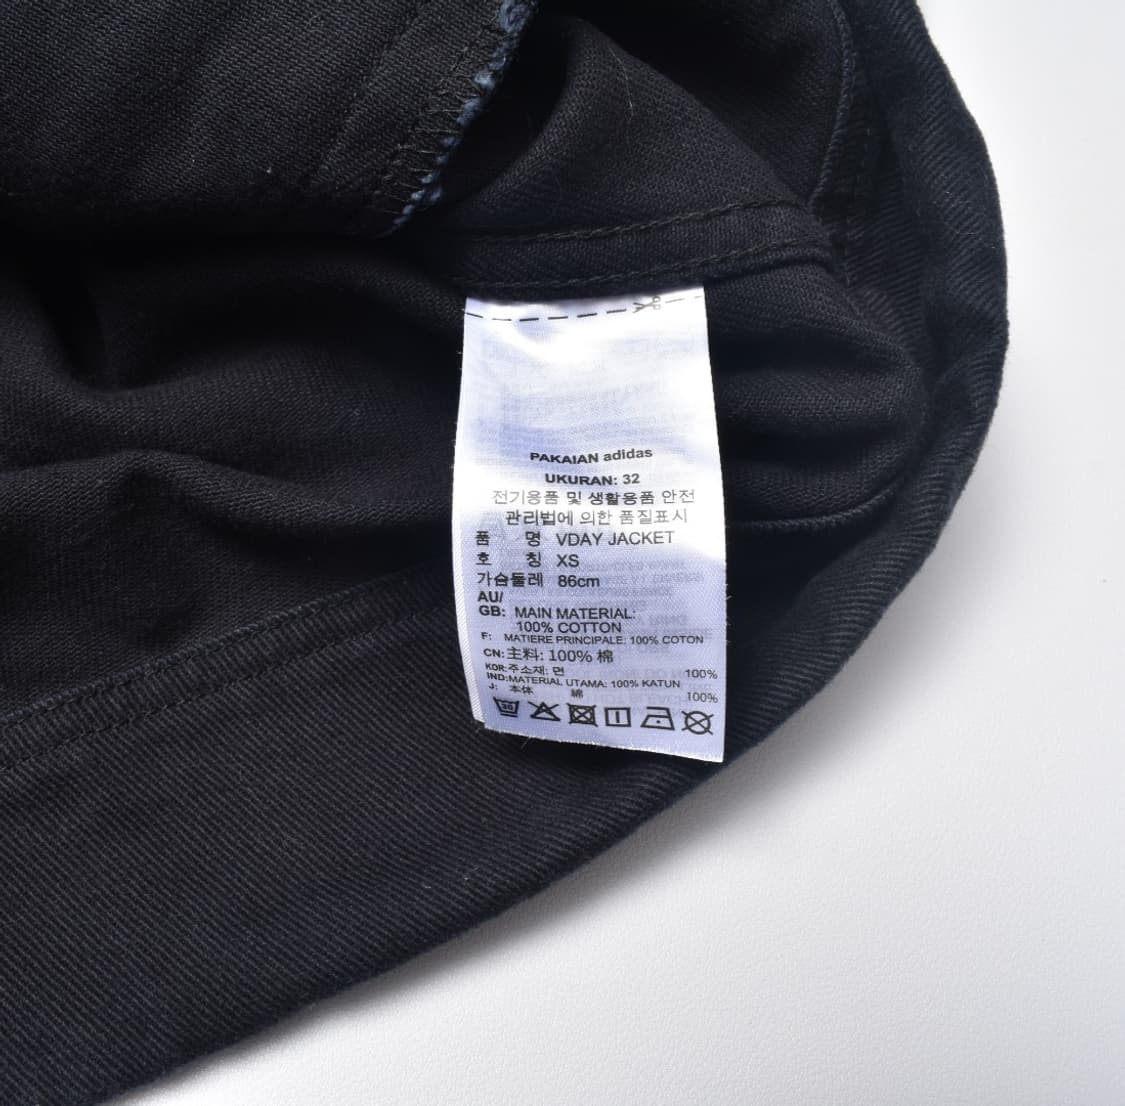 PAKAIAN adidas
UKURAN: 32
전기용품 및 생활용품 안전
관리법에 의한 품질표시
품 명 VDAY JACKET
호 칭 XS
가슴둘레 86cm
AU/
GB: MAIN MATERIAL:
100% COTTON
F: MATIERE PRINCIPALE: 100% COTON
CN: 主料: 100% 棉
KOR: 주소재: 면 100%
IND: MATERIAL UTAMA: 100% KATUN
J: 本体 綿 100%
30